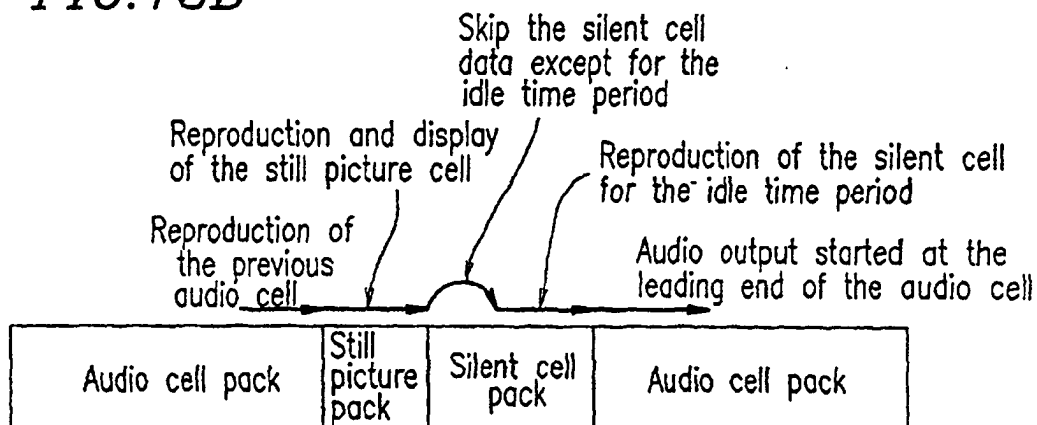 Skip the silent cell
data except for the
idle time period
Reproduction and display
of the still picture cell
Reproduction of the silent cell
for the idle time period
Reproduction of
the previous
audio cell
Audio output started at the
leading end of the audio cell
Audio cell pack
Still
picture
pack
Silent cell
pack
Audio cell pack